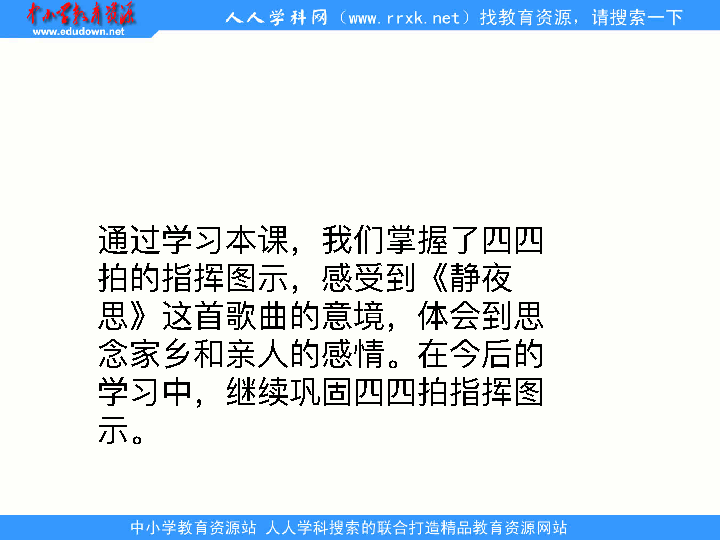 中小学教育资源
www.edudown.net
人人学科网（www.rrxk.net）找教育资源，请搜索一下
通过学习本课，我们掌握了四四
拍的指挥图示，感受到《静夜
思》这首歌曲的意境，体会到思
念家乡和亲人的感情。在今后的
学习中，继续巩固四四拍指挥图
示。
中小学教育资源站 人人学科搜索的联合打造精品教育资源网站